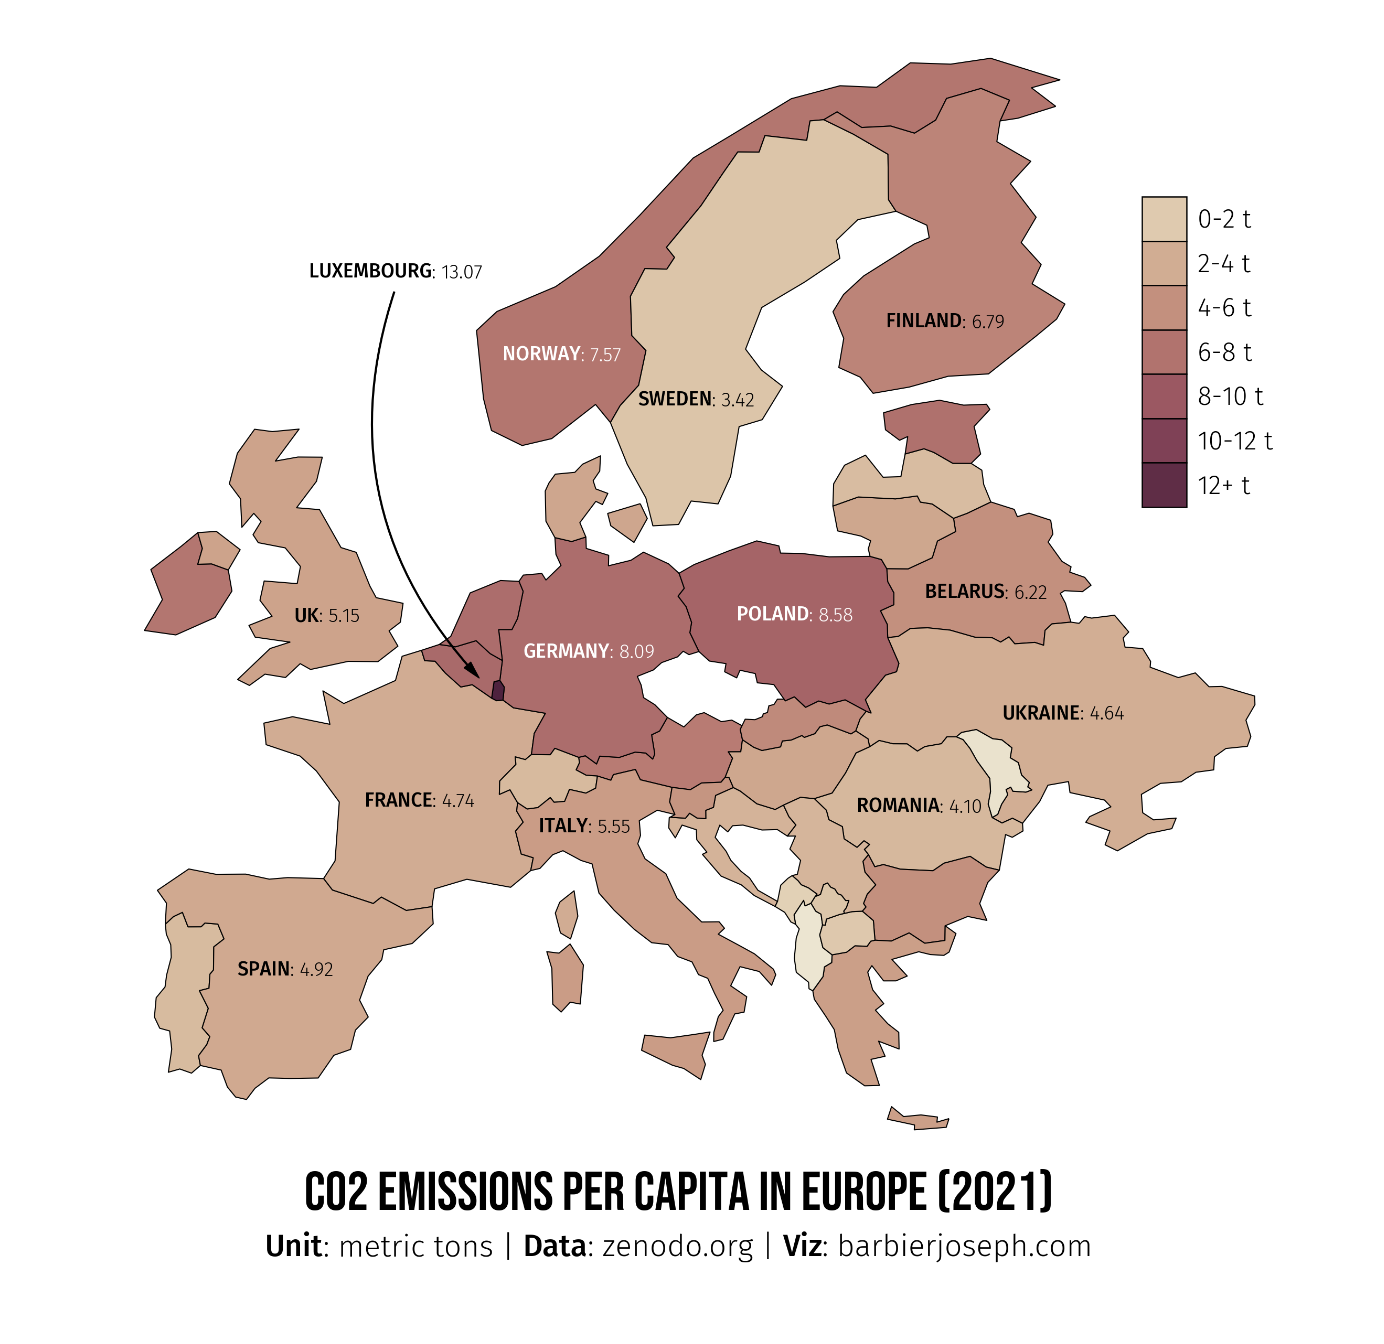 LUXEMBOURG: 13.07
0-2 t
2-4 t
4-6 t
6-8 t
8-10 t
10-12 t
12+ t
FINLAND: 6.79
NORWAY: 7.57
SWEDEN: 3.42
BELARUS: 6.22
UK: 5.15
POLAND: 8.58
GERMANY: 8.09
UKRAINE: 4.64
FRANCE: 4.74
ROMANIA: 4.10
ITALY: 5.55
SPAIN: 4.92
CO2 EMISSIONS PER CAPITA IN EUROPE (2021)
Unit: metric tons | Data: zenodo.org | Viz: barbierjoseph.com